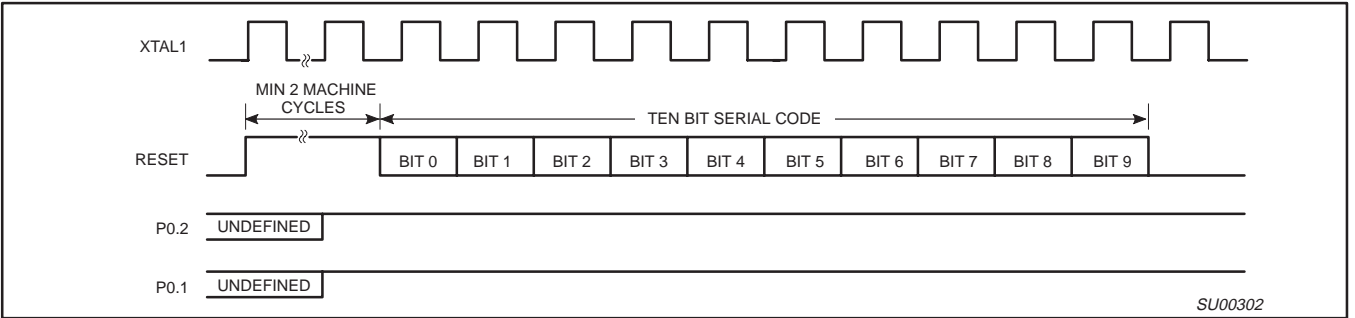 XTAL1
MIN 2 MACHINE
CYCLES
TEN BIT SERIAL CODE
RESET
BIT 0 BIT 1 BIT 2 BIT 3 BIT 4 BIT 5 BIT 6 BIT 7 BIT 8 BIT 9
P0.2 UNDEFINED
P0.1 UNDEFINED
SU00302